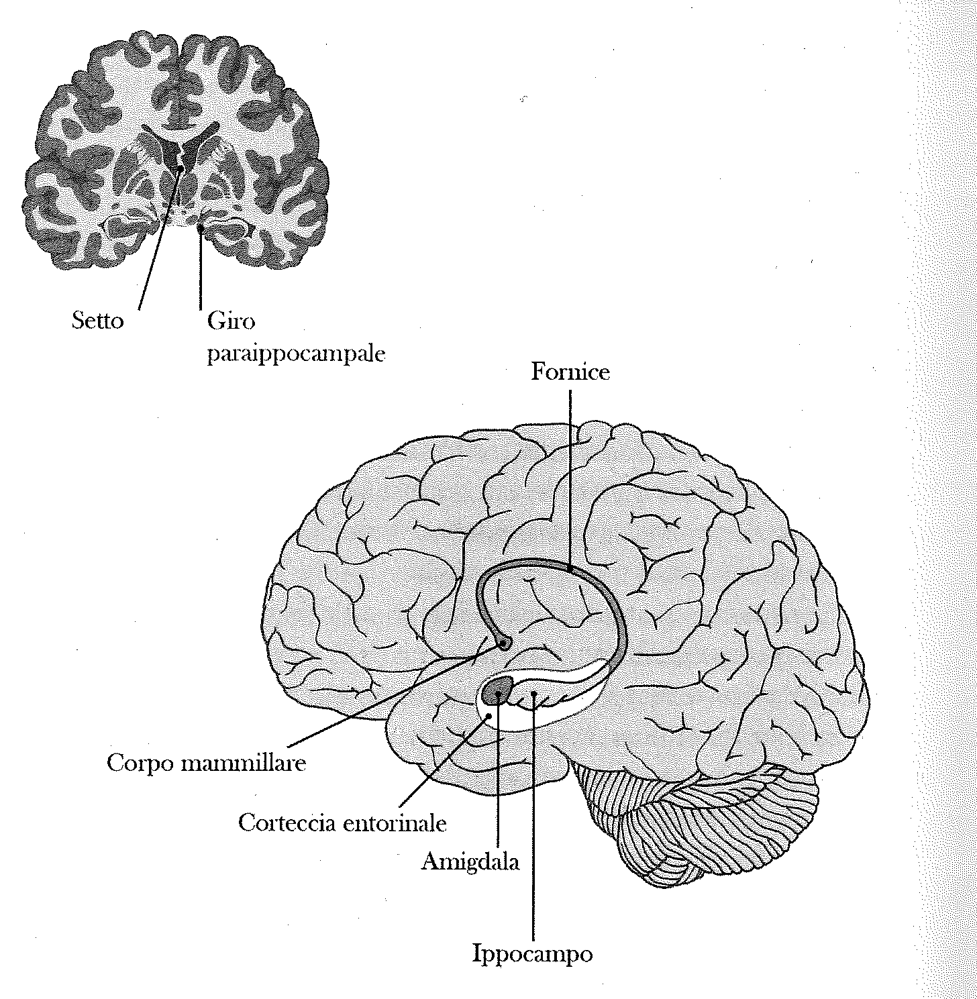 Setto
Giro
paraippocampale
Fornice
Corpo mammillare
Corteccia entorinale
Amigdala
Ippocampo